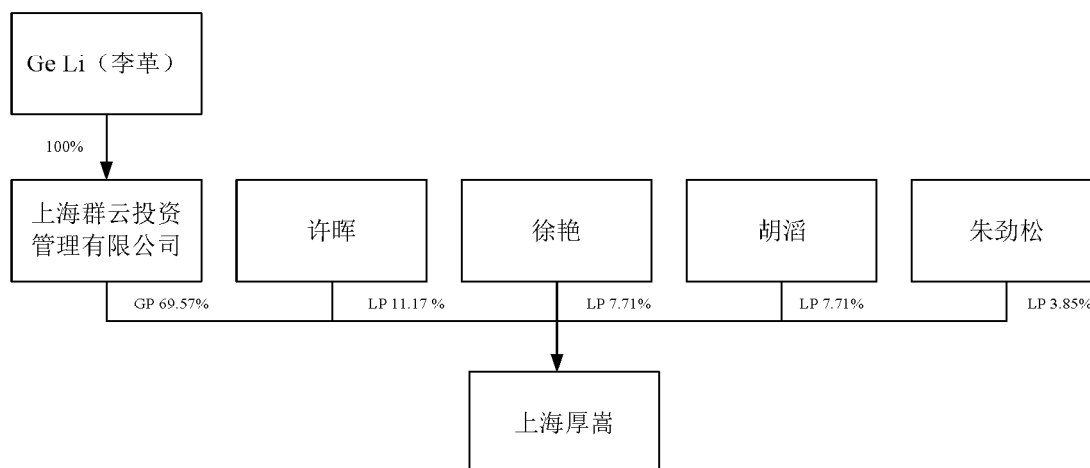 Ge Li（李革）
100%
上海群云投资
管理有限公司
许晖
徐艳
胡滔
朱劲松
GP 69.57%
LP 11.17 %
LP 7.71%
LP 7.71%
LP 3.85%
上海厚嵩